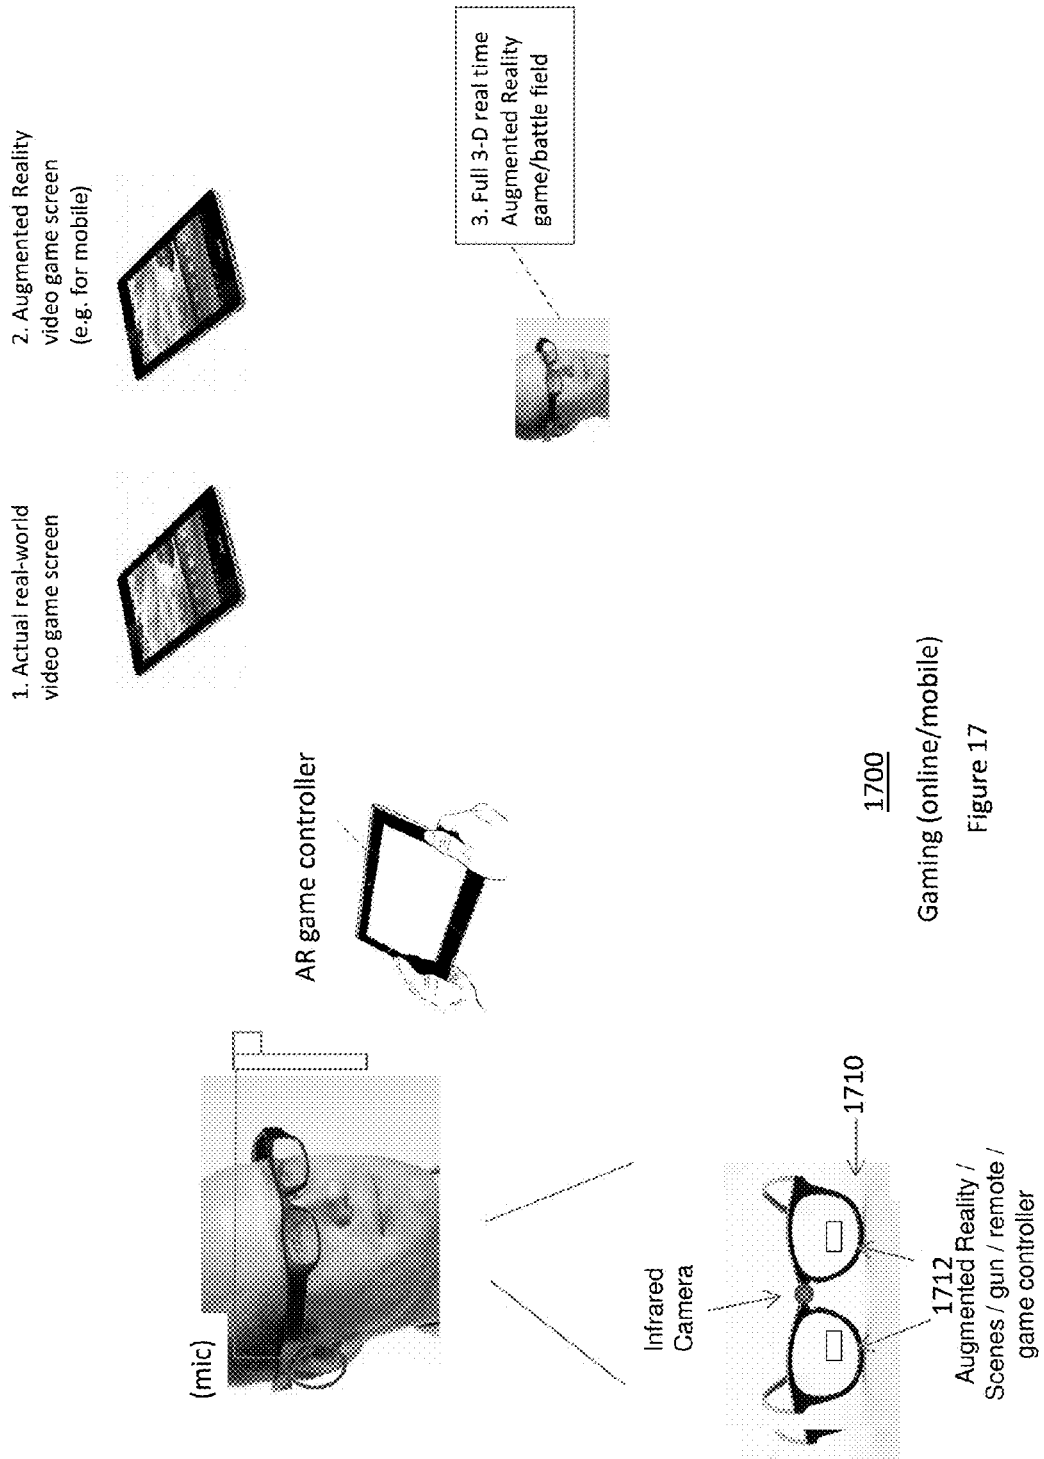 1. Actual real-world
video game screen
2. Augmented Reality
video game screen
(e.g. for mobile)
(mic)
AR game controller
3. Full 3-D real time
Augmented Reality
game/battle field
Infrared
Camera
1710
1712
Augmented Reality /
Scenes / gun / remote /
game controller
1700
Gaming (online/mobile)
Figure 17